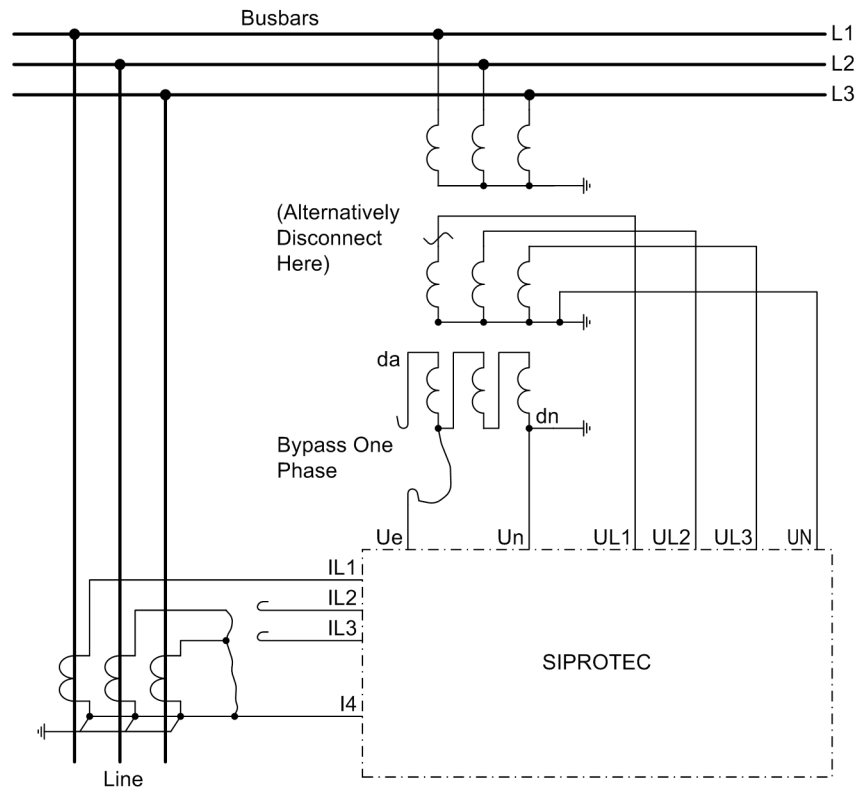 Busbars
L1
L2
L3
(Alternatively
Disconnect
Here)
da
dn
Bypass One
Phase
Ue
Un
UL1
UL2
UL3
UN
IL1
IL2
IL3
SIPROTEC
I4
Line